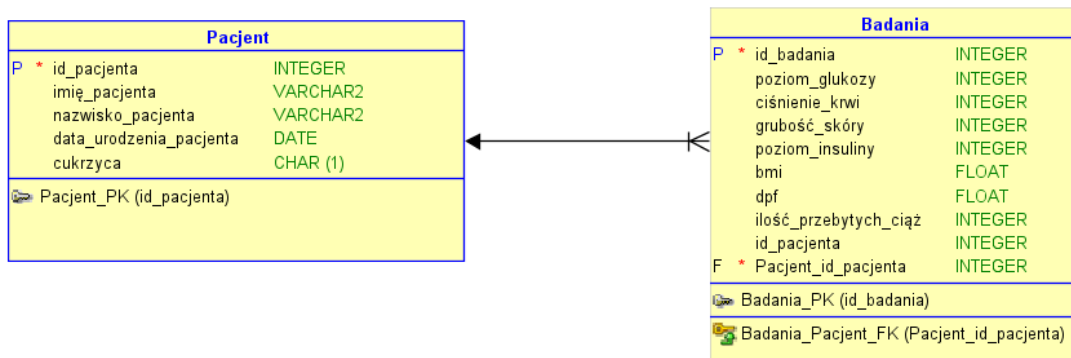 Pacjent
P * id_pacjenta INTEGER
imię_pacjenta VARCHAR2
nazwisko_pacjenta VARCHAR2
data_urodzenia_pacjenta DATE
cukrzyca CHAR (1)
Pacjent_PK (id_pacjenta)
Badania
P * id_badania INTEGER
poziom_glukozy INTEGER
ciśnienie_krwi INTEGER
grubość_skóry INTEGER
poziom_insuliny INTEGER
bmi FLOAT
dpf FLOAT
ilość_przebytych_ciąż INTEGER
id_pacjenta INTEGER
F * Pacjent_id_pacjenta INTEGER
Badania_PK (id_badania)
Badania_Pacjent_FK (Pacjent_id_pacjenta)